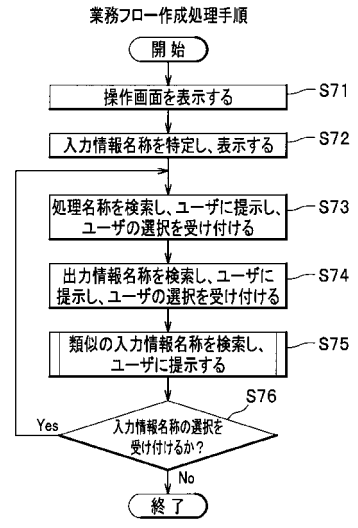 業務フロー作成処理手順
開始
操作画面を表示する
S71
入力情報名称を特定し、表示する
S72
処理名称を検索し、ユーザに提示し、
ユーザの選択を受け付ける
S73
出力情報名称を検索し、ユーザに
提示し、ユーザの選択を受け付ける
S74
類似の入力情報名称を検索し、
ユーザに提示する
S75
S76
入力情報名称の選択を
受け付けるか?
Yes
No
終了